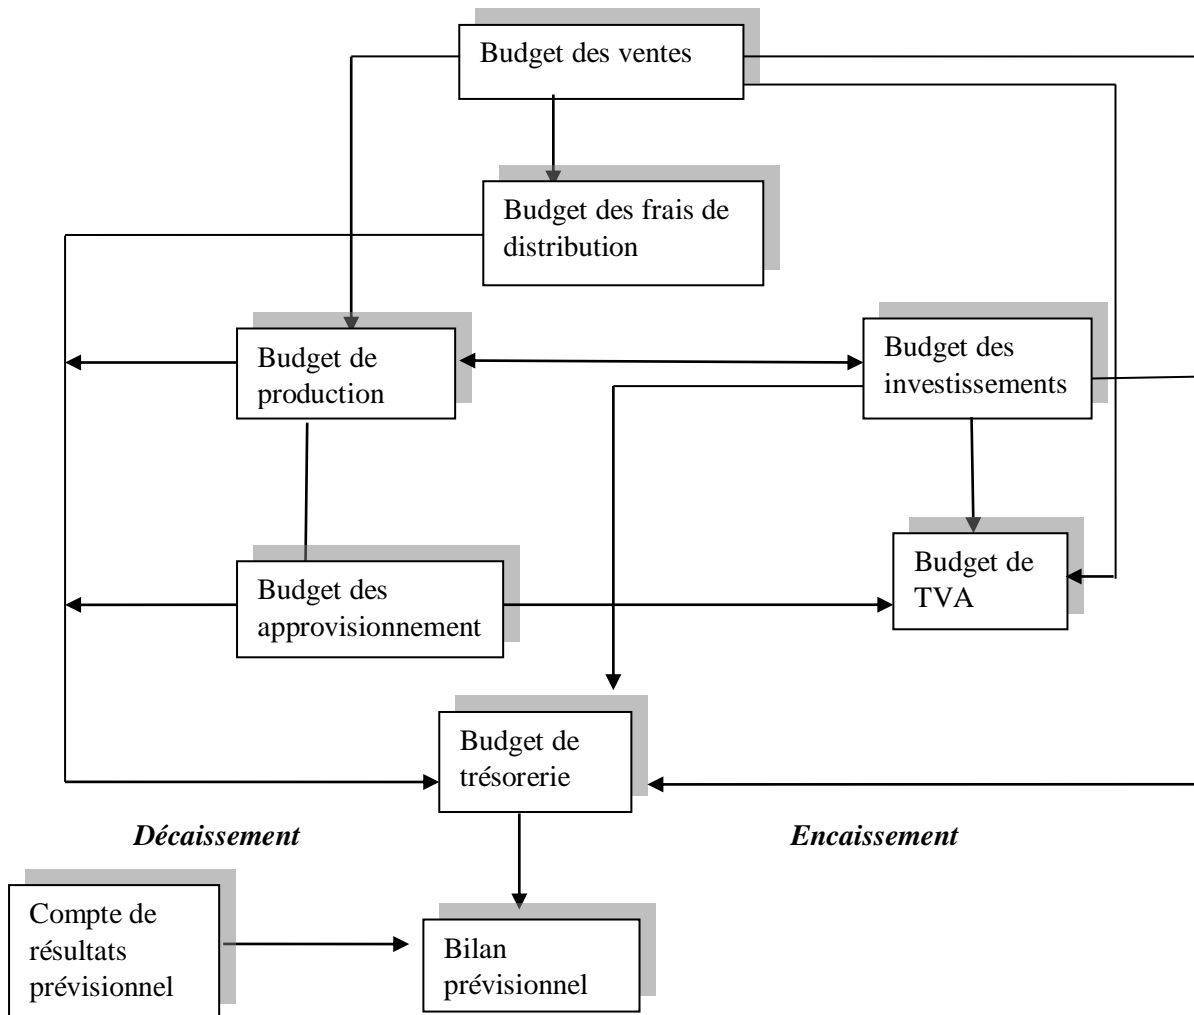 Budget des ventes
Budget des frais de
distribution
Budget de
production
Budget des
investissements
Budget des
approvisionnement
Budget de
TVA
Budget de
trésorerie
Décaissement
Encaissement
Compte de
résultats
prévisionnel
Bilan
prévisionnel